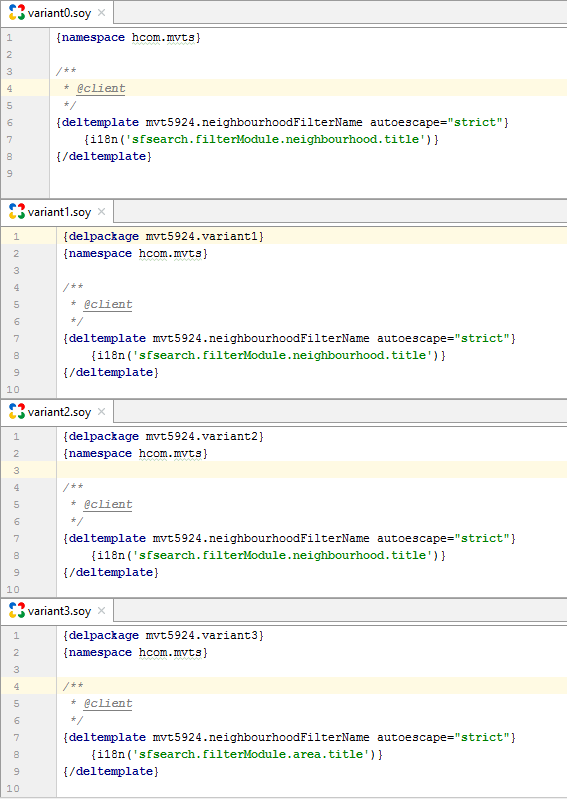 variant0.soy
1 {namespace hcom.mvts}
2
3 /**
4 * @client
5 */
6 {deltemplate mvt5924.neighbourhoodFilterName autoescape="strict"}
7 {i18n('sfsearch.filterModule.neighbourhood.title')}
8 {/deltemplate}
9
variant1.soy
1 {delpackage mvt5924.variant1}
2 {namespace hcom.mvts}
3
4 /**
5 * @client
6 */
7 {deltemplate mvt5924.neighbourhoodFilterName autoescape="strict"}
8 {i18n('sfsearch.filterModule.neighbourhood.title')}
9 {/deltemplate}
10
variant2.soy
1 {delpackage mvt5924.variant2}
2 {namespace hcom.mvts}
3
4 /**
5 * @client
6 */
7 {deltemplate mvt5924.neighbourhoodFilterName autoescape="strict"}
8 {i18n('sfsearch.filterModule.neighbourhood.title')}
9 {/deltemplate}
10
variant3.soy
1 {delpackage mvt5924.variant3}
2 {namespace hcom.mvts}
3
4 /**
5 * @client
6 */
7 {deltemplate mvt5924.neighbourhoodFilterName autoescape="strict"}
8 {i18n('sfsearch.filterModule.area.title')}
9 {/deltemplate}
10